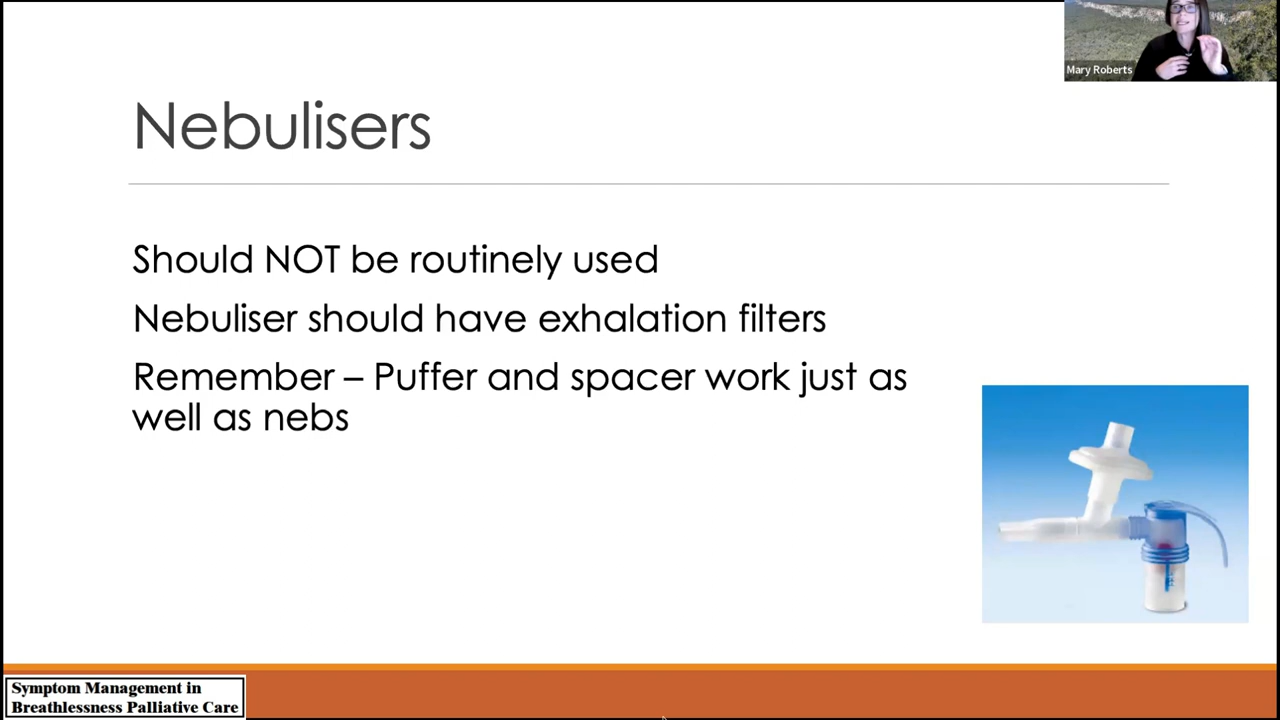 Mary Roberts
Nebulisers
Should NOT be routinely used
Nebuliser should have exhalation filters
Remember – Puffer and spacer work just as
well as nebs
Symptom Management in
Breathlessness Palliative Care